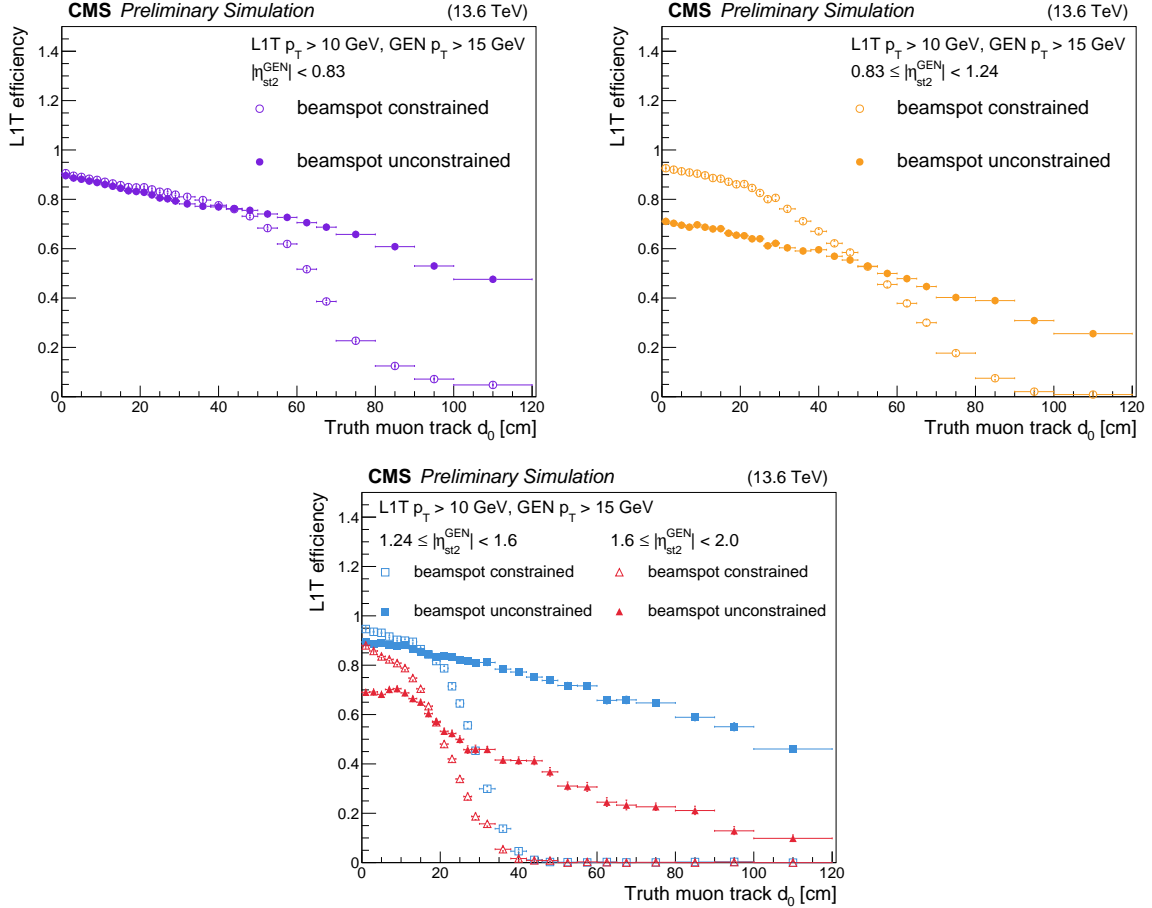 CMS Preliminary Simulation (13.6 TeV)
L1T p_T > 10 GeV, GEN p_T > 15 GeV
|η_st2^GEN| < 0.83
beamspot constrained
beamspot unconstrained
L1T efficiency
1.4
1.2
1
0.8
0.6
0.4
0.2
0
0 20 40 60 80 100 120
Truth muon track d_0 [cm]
CMS Preliminary Simulation (13.6 TeV)
L1T p_T > 10 GeV, GEN p_T > 15 GeV
0.83 ≤ |η_st2^GEN| < 1.24
beamspot constrained
beamspot unconstrained
L1T efficiency
1.4
1.2
1
0.8
0.6
0.4
0.2
0
0 20 40 60 80 100 120
Truth muon track d_0 [cm]
CMS Preliminary Simulation (13.6 TeV)
L1T p_T > 10 GeV, GEN p_T > 15 GeV
1.24 ≤ |η_st2^GEN| < 1.6 1.6 ≤ |η_st2^GEN| < 2.0
beamspot constrained beamspot constrained
beamspot unconstrained beamspot unconstrained
L1T efficiency
1.4
1.2
1
0.8
0.6
0.4
0.2
0
0 20 40 60 80 100 120
Truth muon track d_0 [cm]